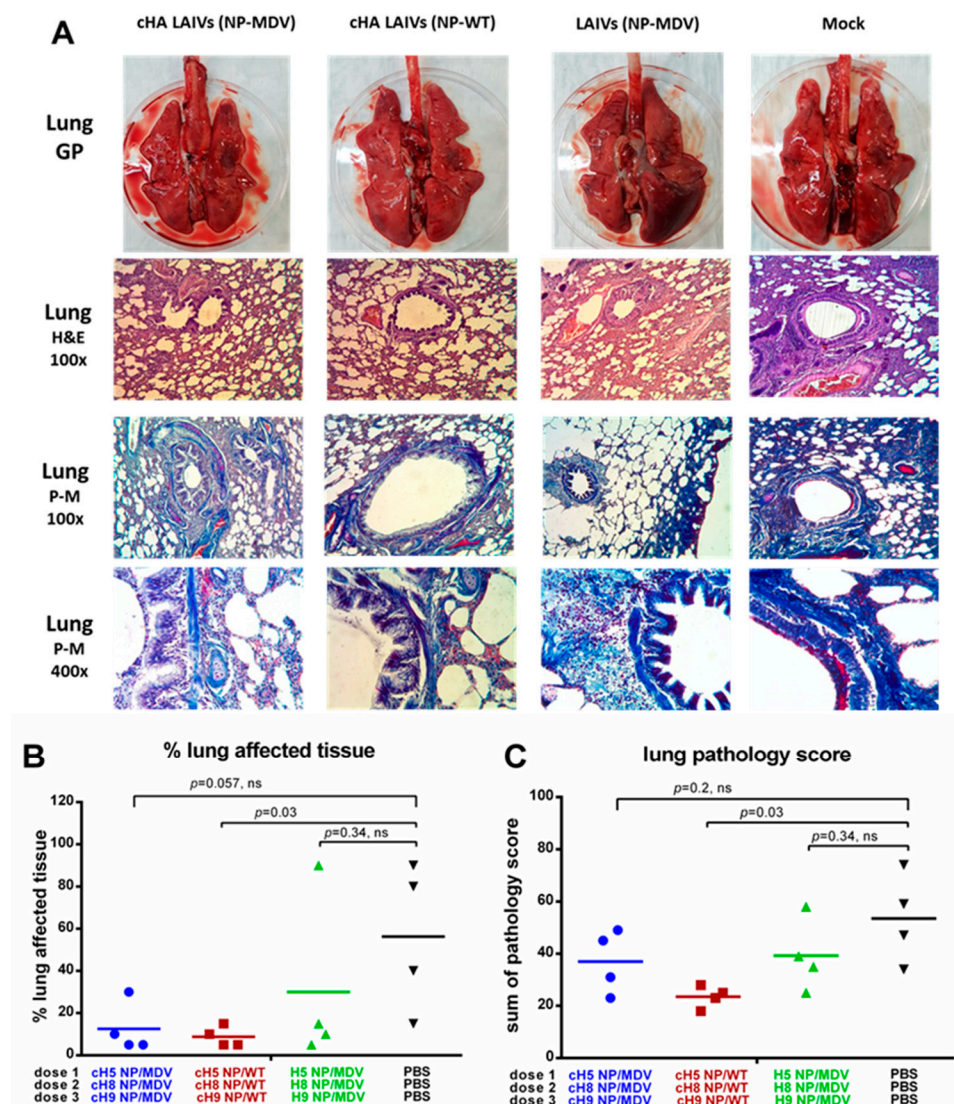 A
cHA LAIVs (NP-MDV) cHA LAIVs (NP-WT) LAIVs (NP-MDV) Mock
Lung
GP
Lung
H&E
100x
Lung
P-M
100x
Lung
P-M
400x
B
% lung affected tissue
p=0.057, ns
p=0.03
p=0.34, ns
% lung affected tissue
120
100
80
60
40
20
0
dose 1 cH5 NP/MDV cH5 NP/WT H5 NP/MDV PBS
dose 2 cH8 NP/MDV cH8 NP/WT H8 NP/MDV PBS
dose 3 cH9 NP/MDV cH9 NP/WT H9 NP/MDV PBS
C
lung pathology score
p=0.2, ns
p=0.03
p=0.34, ns
sum of pathology score
100
80
60
40
20
0
dose 1 cH5 NP/MDV cH5 NP/WT H5 NP/MDV PBS
dose 2 cH8 NP/MDV cH8 NP/WT H8 NP/MDV PBS
dose 3 cH9 NP/MDV cH9 NP/WT H9 NP/MDV PBS